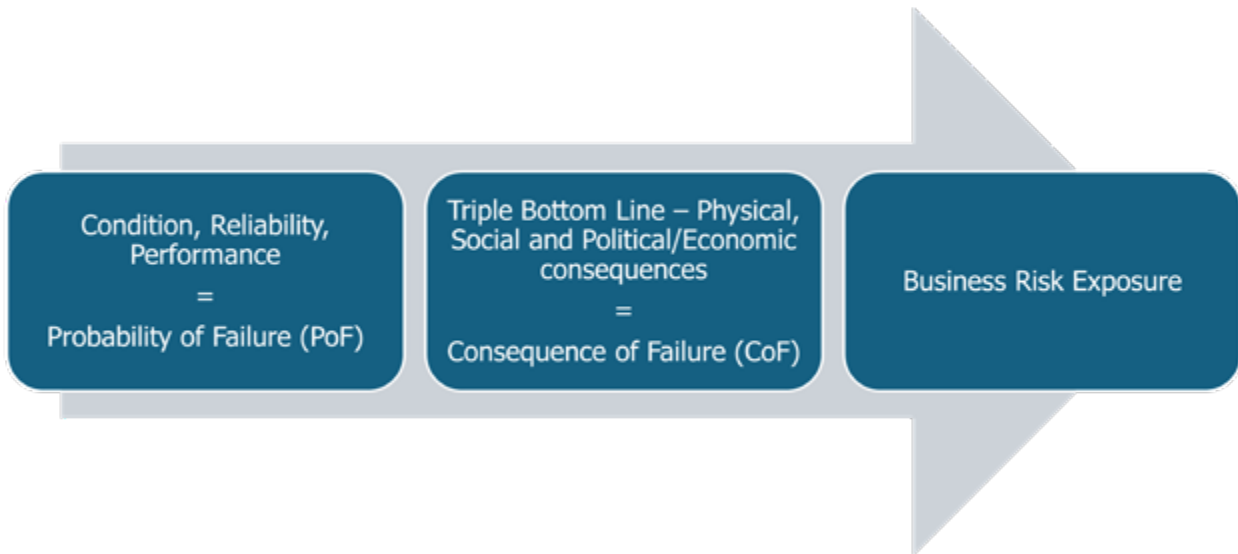 Condition, Reliability,
Performance
=
Probability of Failure (PoF)
Triple Bottom Line – Physical,
Social and Political/Economic
consequences
=
Consequence of Failure (CoF)
Business Risk Exposure